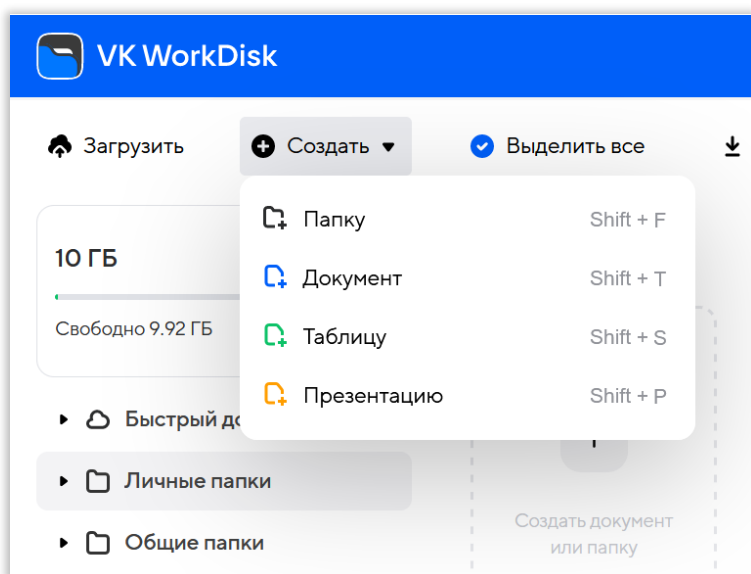 VK WorkDisk
Загрузить
Создать
Выделить все
Папку Shift + F
10 ГБ
Документ Shift + T
Свободно 9.92 ГБ
Таблицу Shift + S
Презентацию Shift + P
Быстрый
Личные папки
Создать документ
или папку
Общие папки